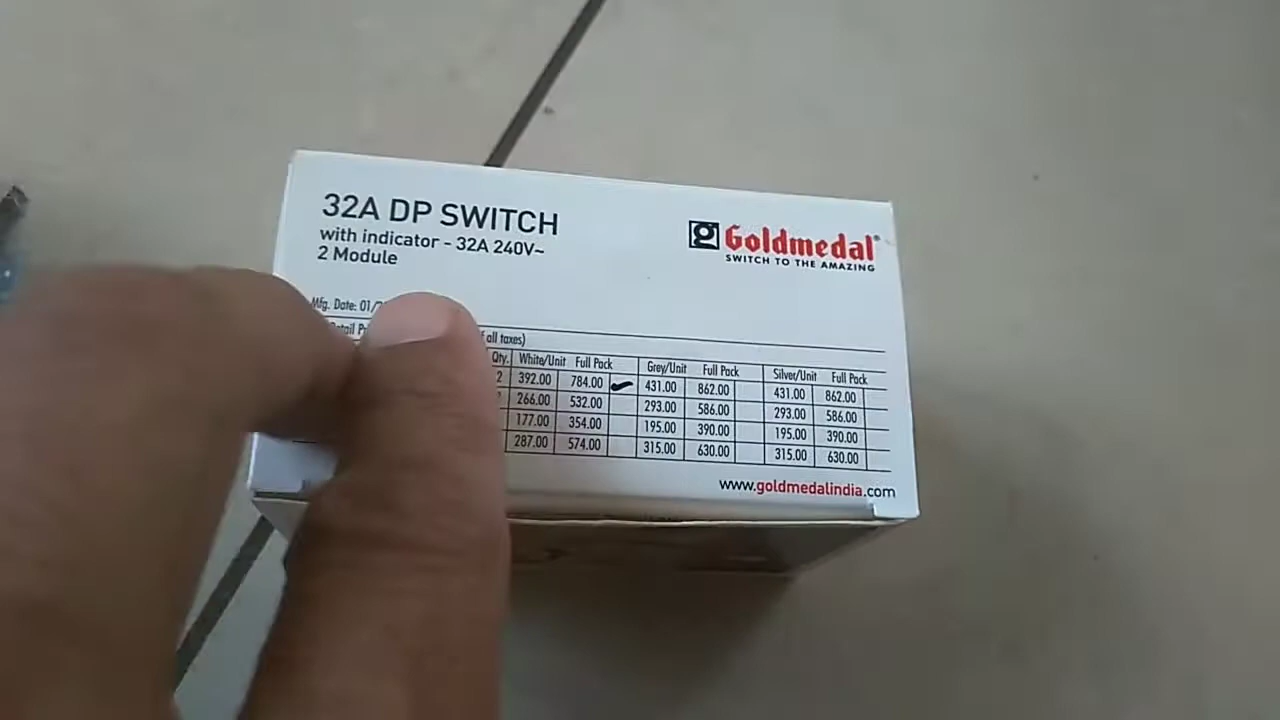 32A DP SWITCH
with indicator - 32A 240V~
2 Module
Goldmedal®
SWITCH TO THE AMAZING
Mfg. Date: 01/
all taxes)
Qty. White/Unit Full Pack Grey/Unit Full Pack Silver/Unit Full Pack
2 392.00 784.00 431.00 862.00 431.00 862.00
266.00 532.00 293.00 586.00 293.00 586.00
177.00 354.00 195.00 390.00 195.00 390.00
287.00 574.00 315.00 630.00 315.00 630.00
www.goldmedalindia.com